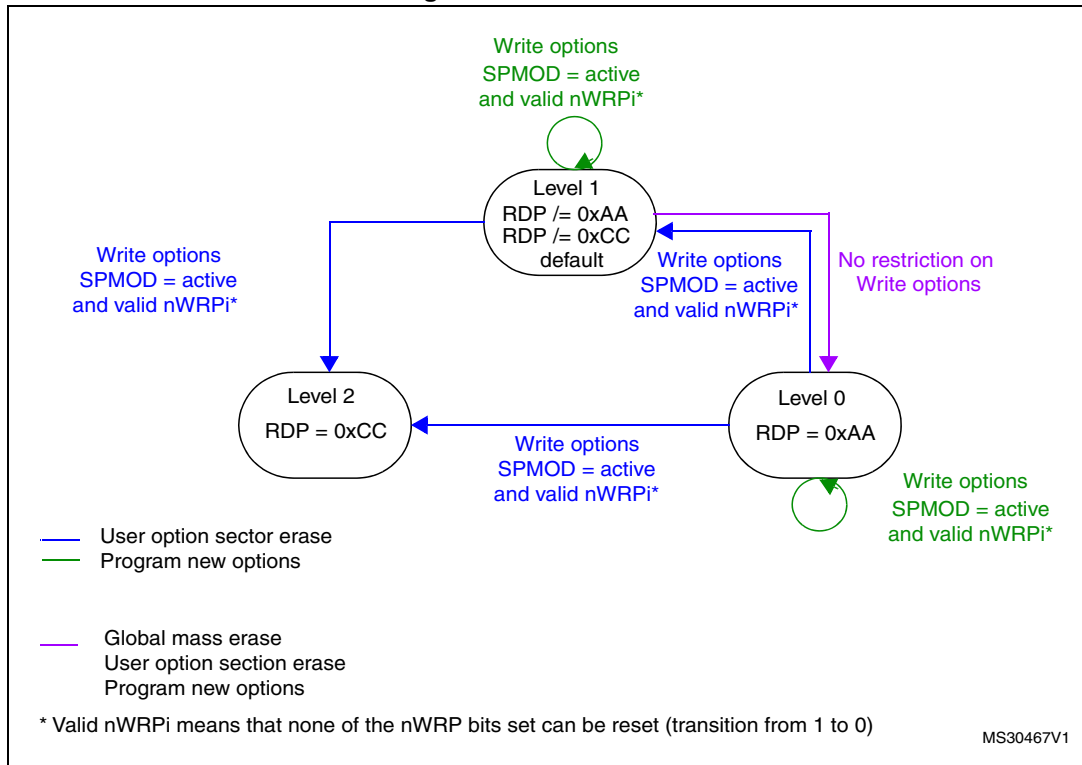 Write options
SPMOD = active
and valid nWRPi*
Level 1
RDP /= 0xAA
RDP /= 0xCC
default
Write options
SPMOD = active
and valid nWRPi*
Write options
SPMOD = active
and valid nWRPi*
No restriction on
Write options
Level 2
RDP = 0xCC
Level 0
RDP = 0xAA
Write options
SPMOD = active
and valid nWRPi*
Write options
SPMOD = active
and valid nWRPi*
User option sector erase
Program new options
Global mass erase
User option section erase
Program new options
* Valid nWRPi means that none of the nWRP bits set can be reset (transition from 1 to 0)
MS30467V1